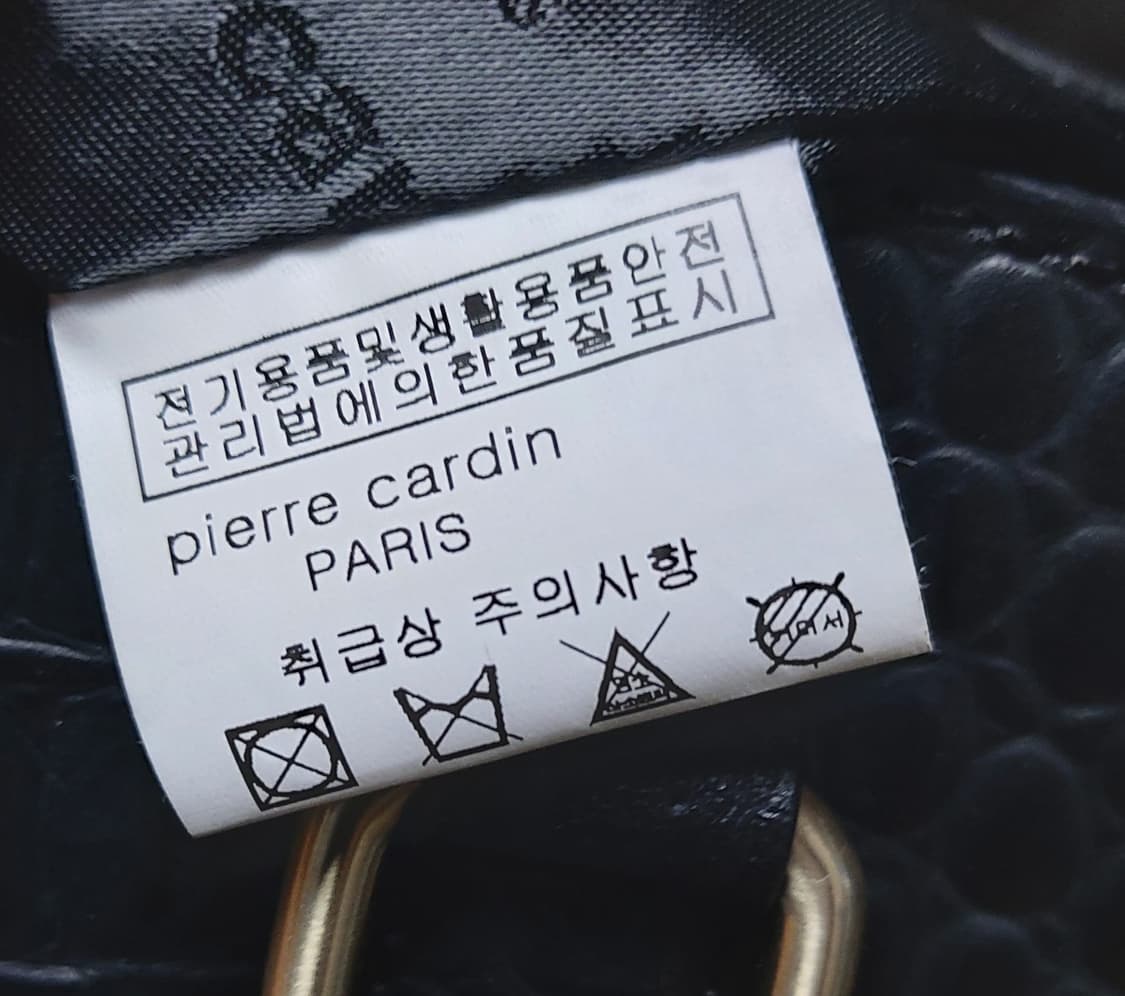 전기용품및생활용품안전
관리법에의한품질표시
pierre cardin
PARIS
취급상 주의사항